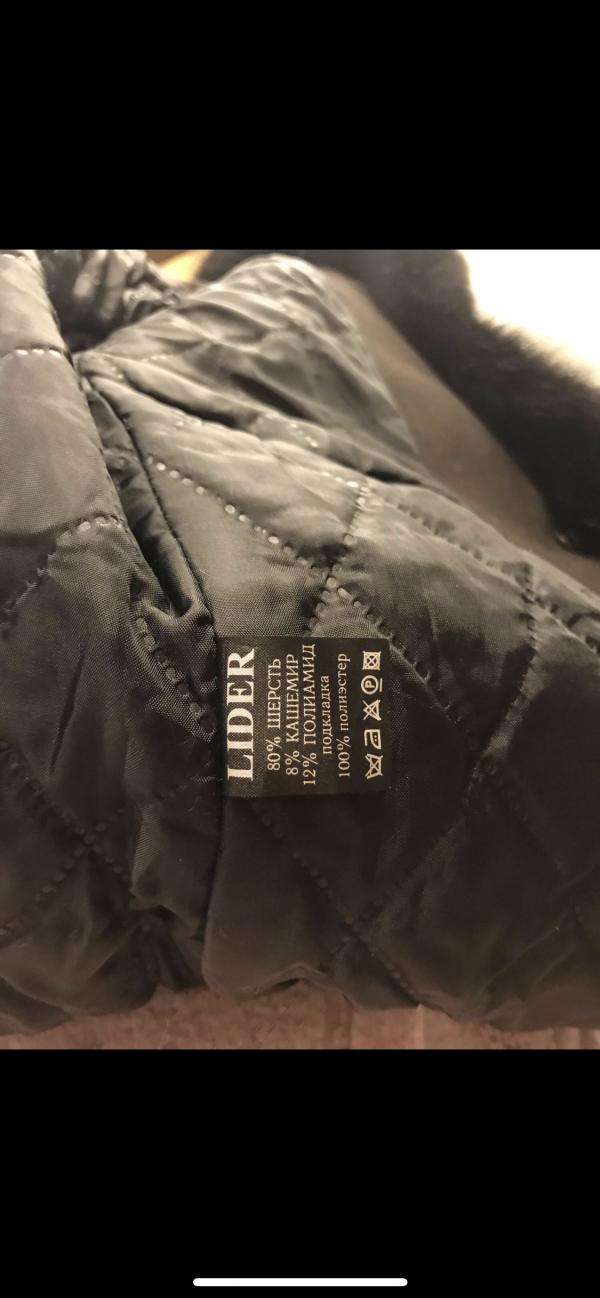 LIDER
80% ШЕРСТЬ
8% КАШЕМИР
12% ПОЛИАМИД
подкладка
100% полиэстер
P